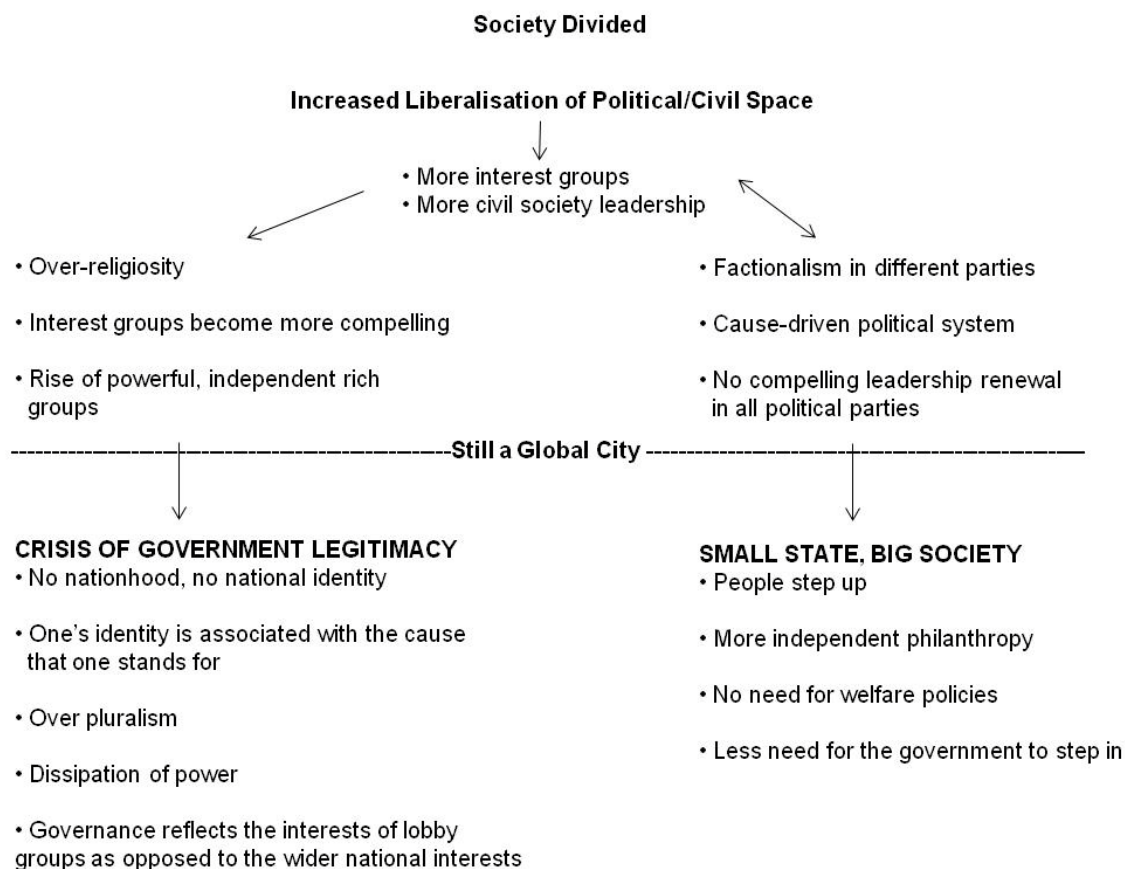 Society Divided
Increased Liberalisation of Political/Civil Space
• More interest groups
• More civil society leadership
• Over-religiosity
• Interest groups become more compelling
• Rise of powerful, independent rich
groups
• Factionalism in different parties
• Cause-driven political system
• No compelling leadership renewal
in all political parties
Still a Global City
CRISIS OF GOVERNMENT LEGITIMACY
• No nationhood, no national identity
• One's identity is associated with the cause
that one stands for
• Over pluralism
• Dissipation of power
• Governance reflects the interests of lobby
groups as opposed to the wider national interests
SMALL STATE, BIG SOCIETY
• People step up
• More independent philanthropy
• No need for welfare policies
• Less need for the government to step in